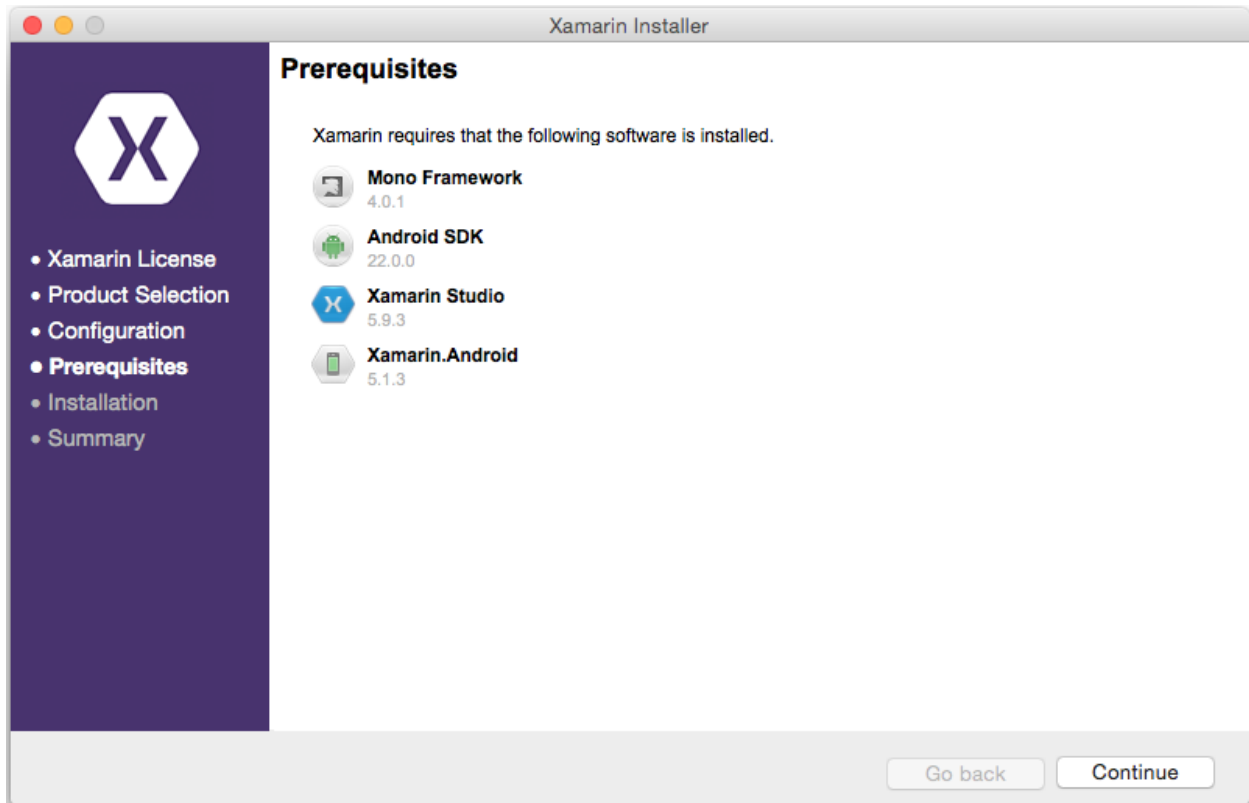 Xamarin Installer
Prerequisites
Xamarin requires that the following software is installed.
Mono Framework
4.0.1
Android SDK
22.0.0
Xamarin Studio
5.9.3
Xamarin.Android
5.1.3
• Xamarin License
• Product Selection
• Configuration
• Prerequisites
• Installation
• Summary
Go back
Continue